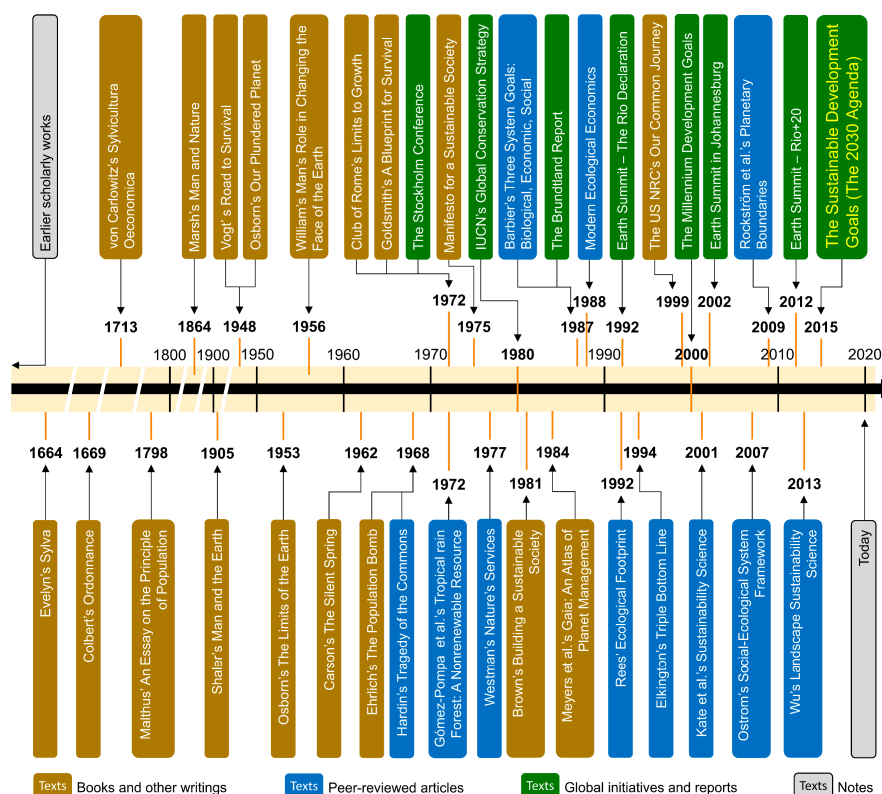 Earlier scholarly works
von Carlowitz's Sylvicultura
Oeconomica
Marsh's Man and Nature
Vogt' s Road to Survival
Osborn's Our Plundered Planet
William's Man's Role in Changing the
Face of the Earth
Club of Rome's Limits to Growth
Goldsmith's A Blueprint for Survival
The Stockholm Conference
Manifesto for a Sustainable Society
IUCN's Global Conservation Strategy
Barbier's Three System Goals:
Biological, Economic, Social
The Brundtland Report
Modern Ecological Economics
Earth Summit – The Rio Declaration
The US NRC's Our Common Journey
The Millennium Development Goals
Earth Summit in Johannesburg
Rockström et al.'s Planetary
Boundaries
Earth Summit – Rio+20
The Sustainable Development
Goals (The 2030 Agenda)
1972 1988 1999 2002 2012
1713 1864 1948 1956 1975 1987 1992 2009 2015
1800 1900 1950 1960 1970 1980 1990 2000 2010 2020
1664 1669 1798 1905 1953 1962 1968 1977 1984 1994 2001 2007
1972 1981 1992 2013
Evelyn's Sylva
Colbert's Ordonnance
Malthus' An Essay on the Principle
of Population
Shaler's Man and the Earth
Osborn's The Limits of the Earth
Carson's The Silent Spring
Ehrlich's The Population Bomb
Hardin's Tragedy of the Commons
Gómez-Pompa et al.'s Tropical rain
Forest: A Nonrenewable Resource
Westman's Nature's Services
Brown's Building a Sustainable
Society
Meyers et al.'s Gaia: An Atlas of
Planet Management
Rees' Ecological Footprint
Elkington's Triple Bottom Line
Kate et al.'s Sustainability Science
Ostrom's Social-Ecological System
Framework
Wu's Landscape Sustainability
Science
Today
Texts Books and other writings
Texts Peer-reviewed articles
Texts Global initiatives and reports
Texts Notes